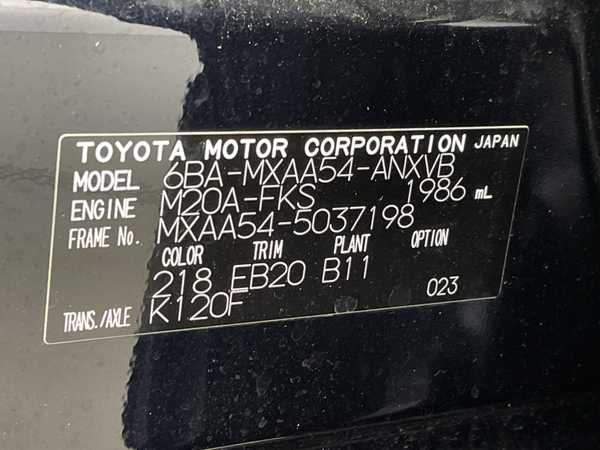 TOYOTA MOTOR CORPORATION JAPAN
MODEL 6BA-MXAA54-ANXVB
ENGINE M20A-FKS 1986 mL
FRAME No. MXAA54-5037198
COLOR TRIM PLANT OPTION
218 EB20 B11
TRANS./AXLE K120F 023